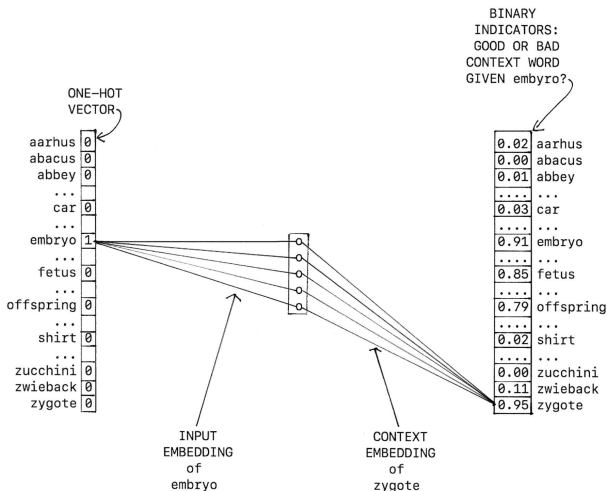 BINARY
INDICATORS:
GOOD OR BAD
CONTEXT WORD
GIVEN embyro?
ONE-HOT
VECTOR
aarhus 0
abacus 0
abbey 0
...
car 0
...
embryo 1
...
fetus 0
...
offspring 0
...
shirt 0
...
zucchini 0
zwieback 0
zygote 0
0.02 aarhus
0.00 abacus
0.01 abbey
.... ...
0.03 car
.... ...
0.91 embryo
.... ...
0.85 fetus
.... ...
0.79 offspring
.... ...
0.02 shirt
.... ...
0.00 zucchini
0.11 zwieback
0.95 zygote
INPUT
EMBEDDING
of
embryo
CONTEXT
EMBEDDING
of
zygote